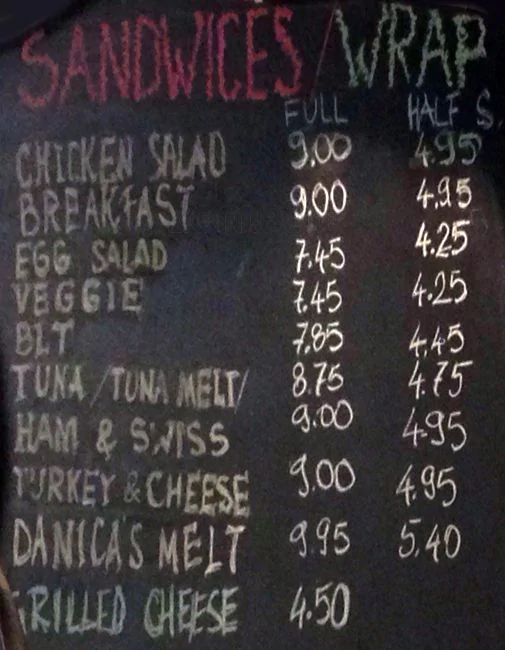 SANDWICES / WRAP
FULL HALF S.
CHICKEN SALAD 9.00 4.95
BREAKFAST 9.00 4.95
EGG SALAD 7.45 4.25
VEGGIE 7.45 4.25
BLT 7.85 4.45
TUNA / TUNA MELT / 8.75 4.75
HAM & SWISS 9.00 4.95
TURKEY & CHEESE 9.00 4.95
DANICA'S MELT 9.95 5.40
GRILLED CHEESE 4.50